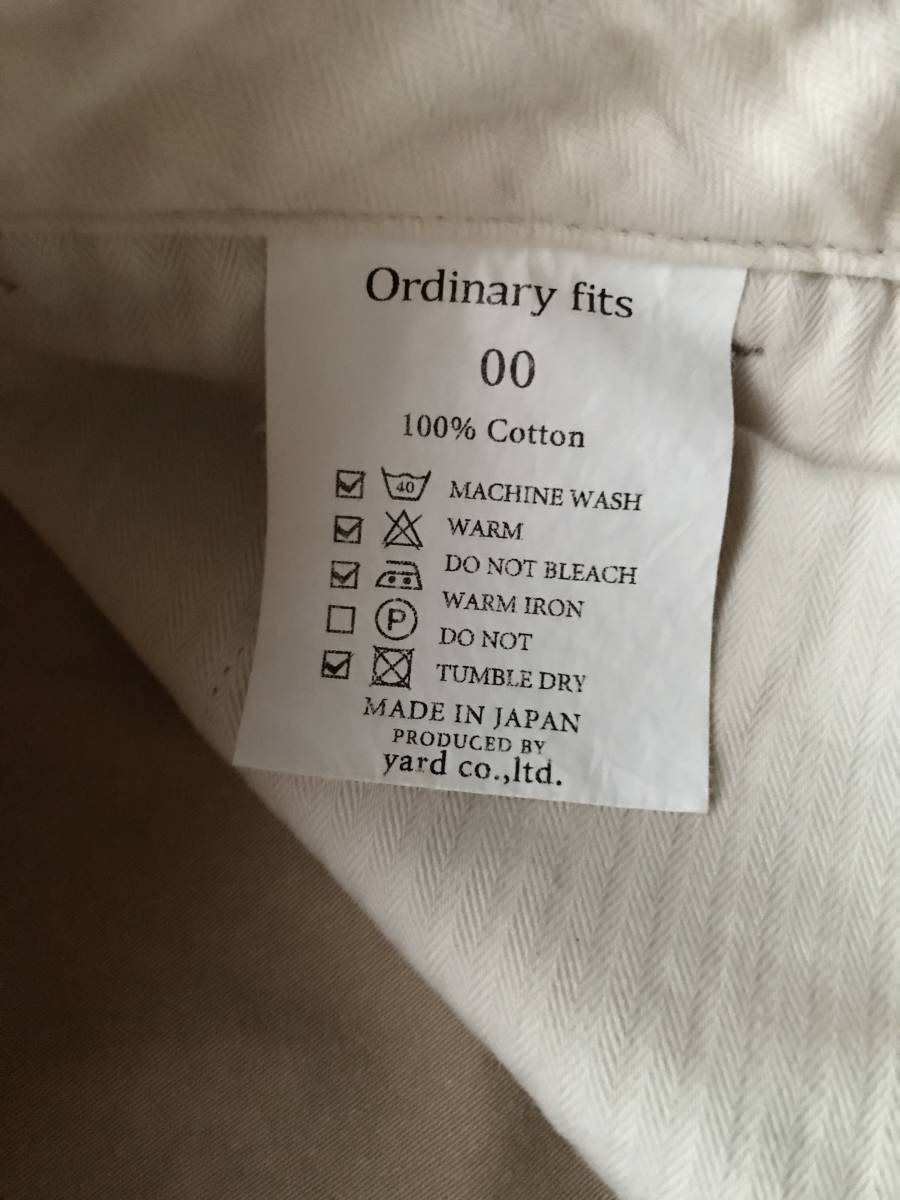 Ordinary fits
00
100% Cotton
40 MACHINE WASH
WARM
DO NOT BLEACH
WARM IRON
P DO NOT
TUMBLE DRY
MADE IN JAPAN
PRODUCED BY
yard co.,ltd.